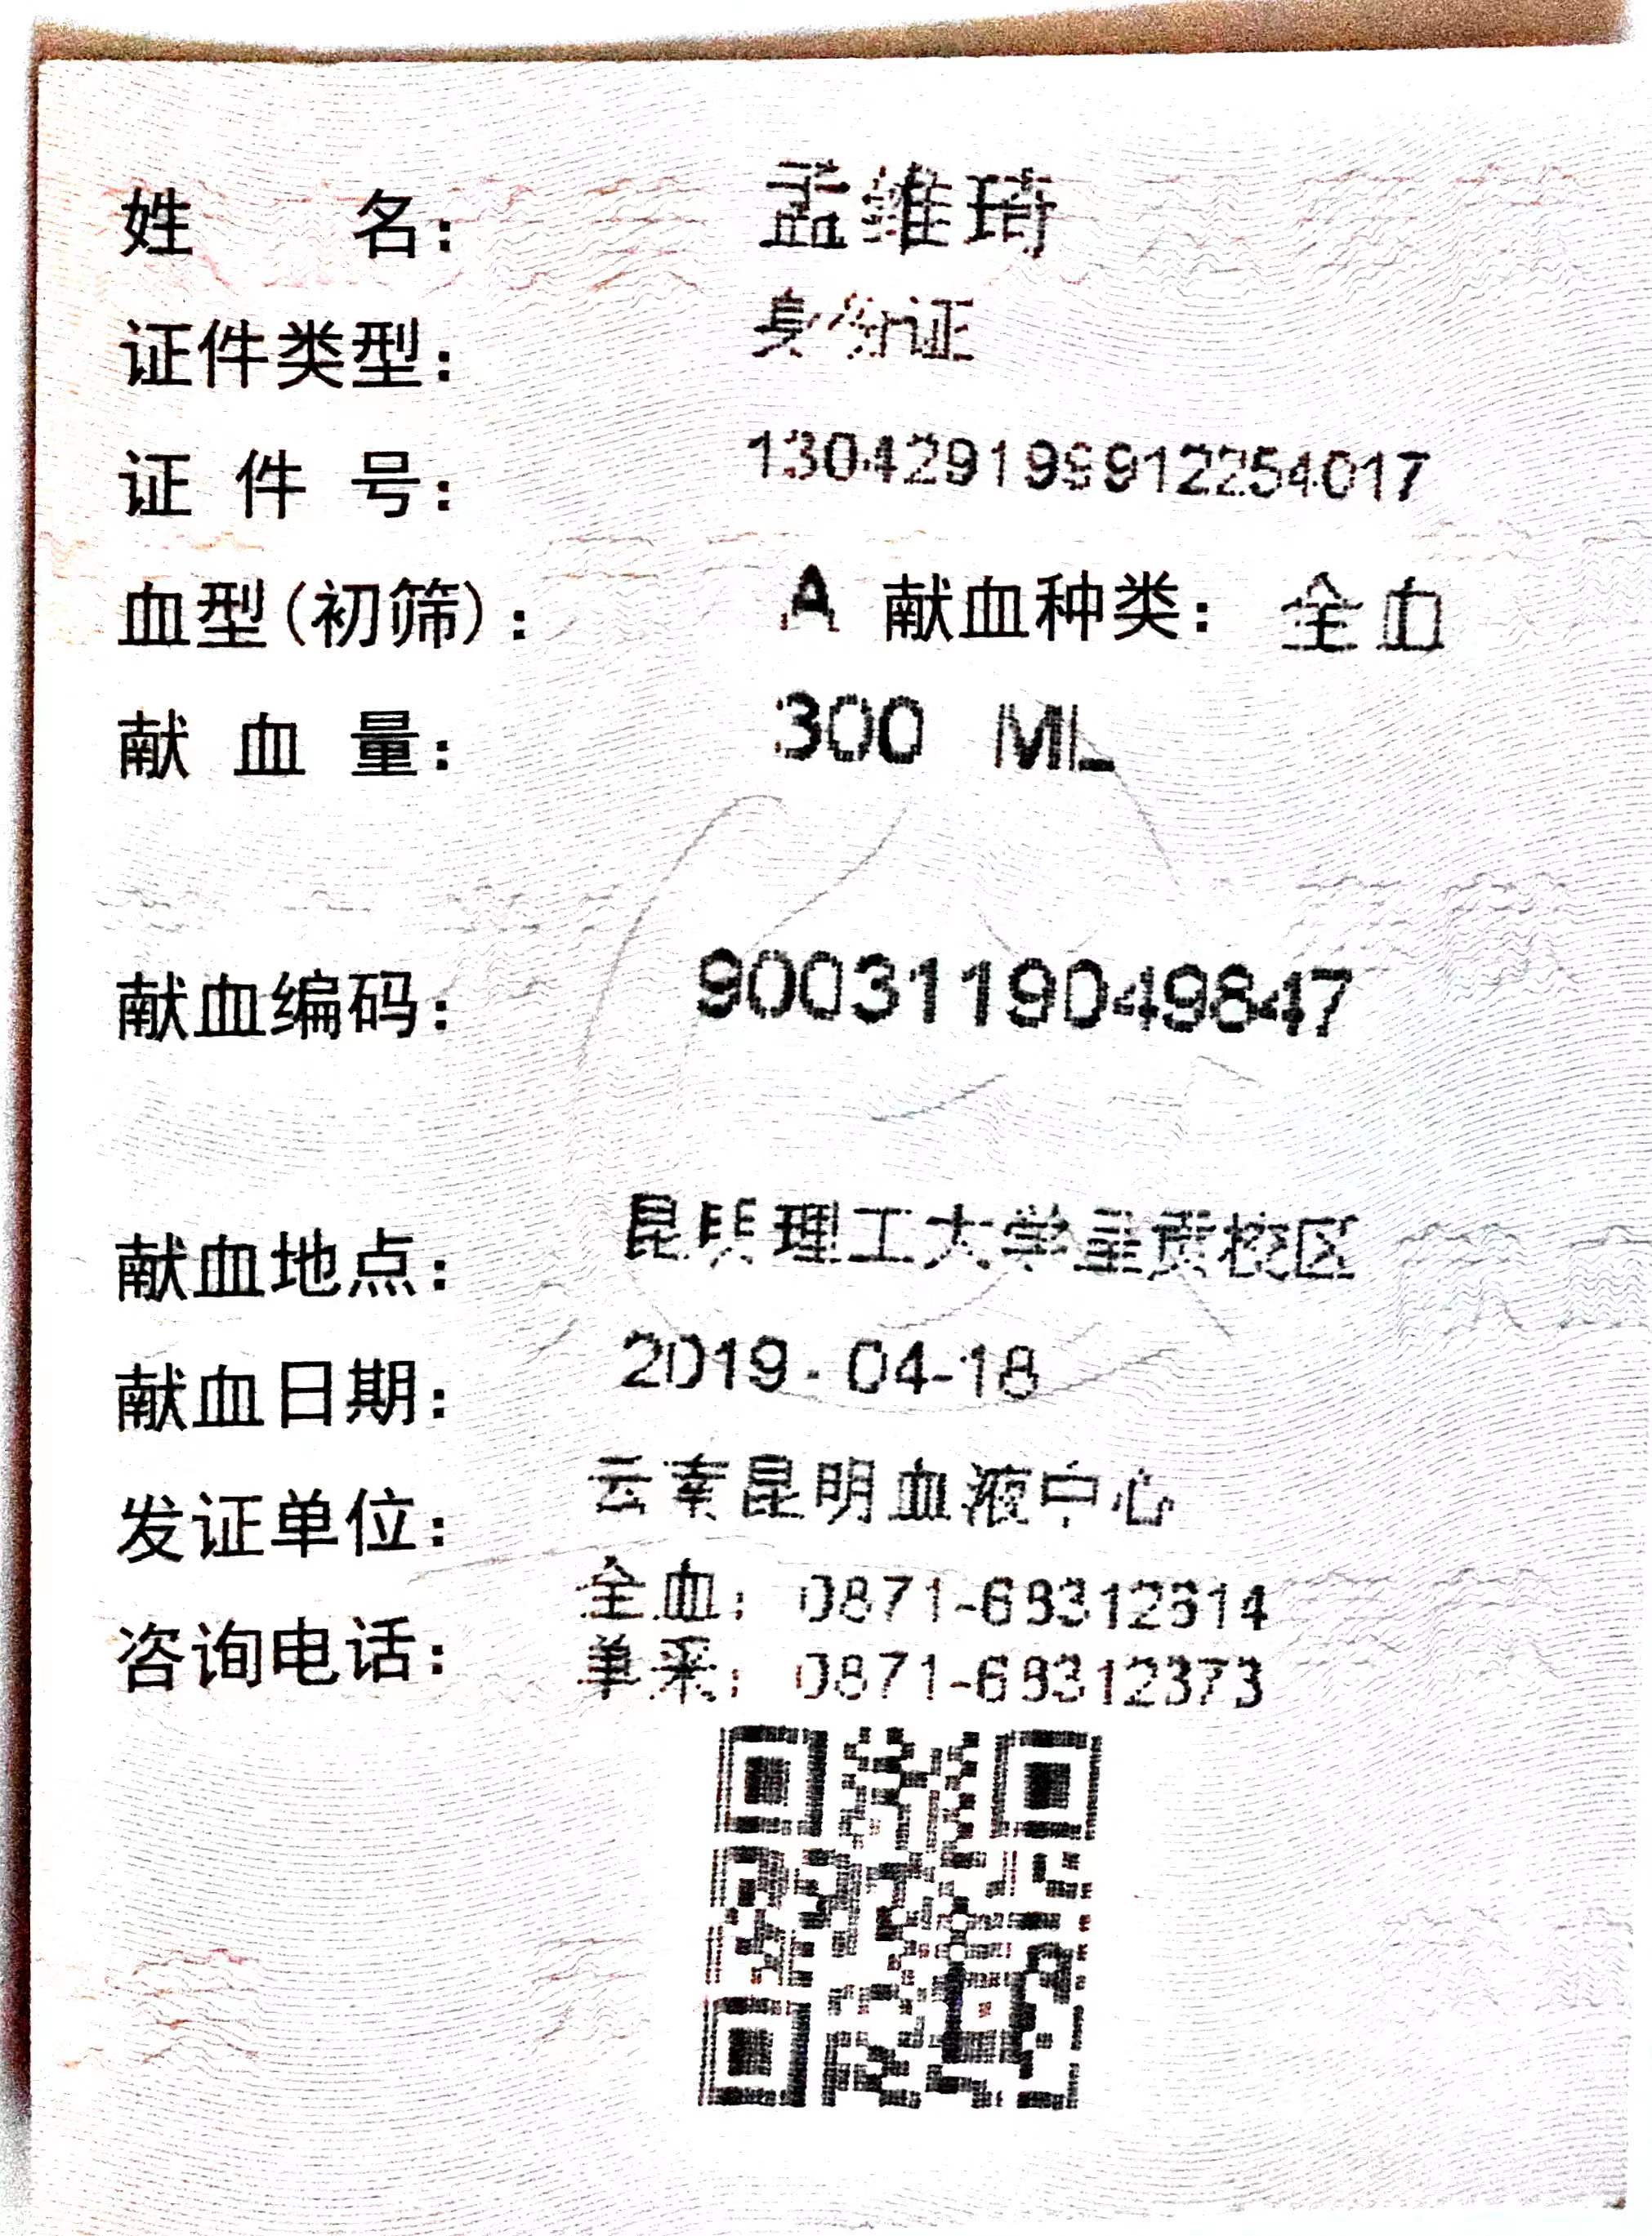 姓名：孟维琦
证件类型：身份证
证件号：130429199912254017
血型(初筛)：A 献血种类：全血
献血量：300 ML
献血编码：9003119049847
献血地点：昆明理工大学呈贡校区
献血日期：2019-04-18
发证单位：云南昆明血液中心
咨询电话：全血：0871-68312314
单采：0871-68312373